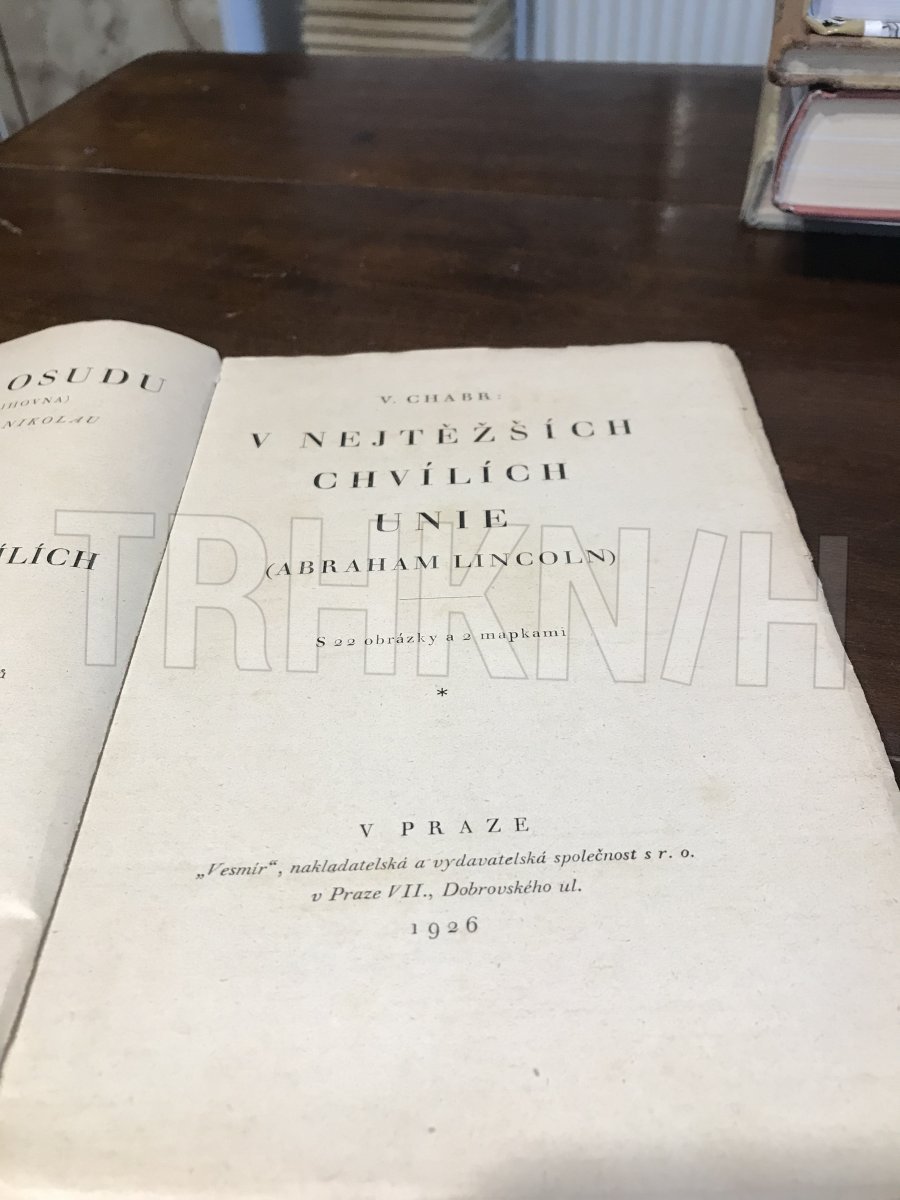 OSUDU
IHOVNA)
NIKOLAU
ÍLÍCH
V. CHABR:
V NEJTĚŽŠÍCH
CHVÍLÍCH
UNIE
(ABRAHAM LINCOLN)
S 22 obrázky a 2 mapkami
*
V PRAZE
„Vesmír“, nakladatelská a vydavatelská společnost s r. o.
v Praze VII., Dobrovského ul.
1926
TRHKN/H